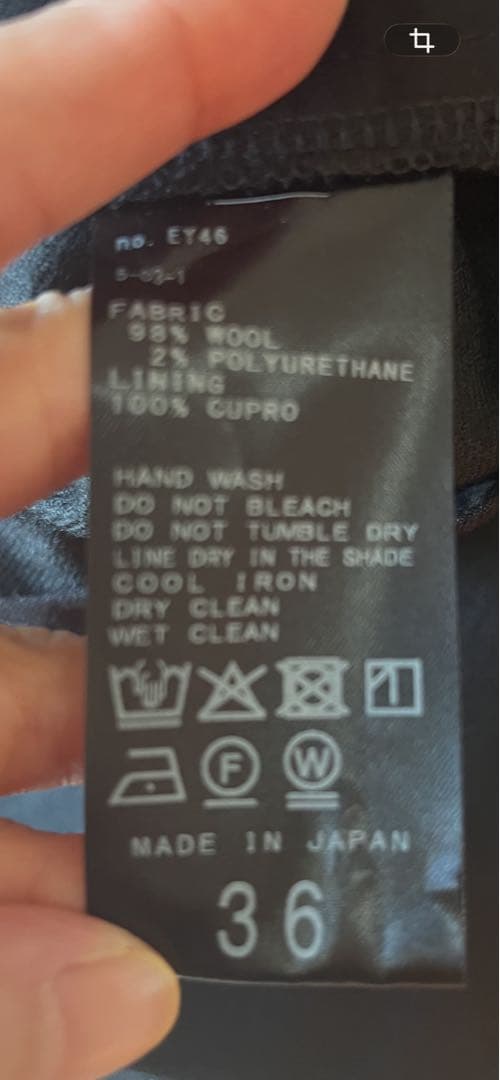 no. EY46
FABRIC
98% WOOL
2% POLYURETHANE
LINING
100% CUPRO
HAND WASH
DO NOT BLEACH
DO NOT TUMBLE DRY
LINE DRY IN THE SHADE
COOL IRON
DRY CLEAN
WET CLEAN
F W
MADE IN JAPAN
36